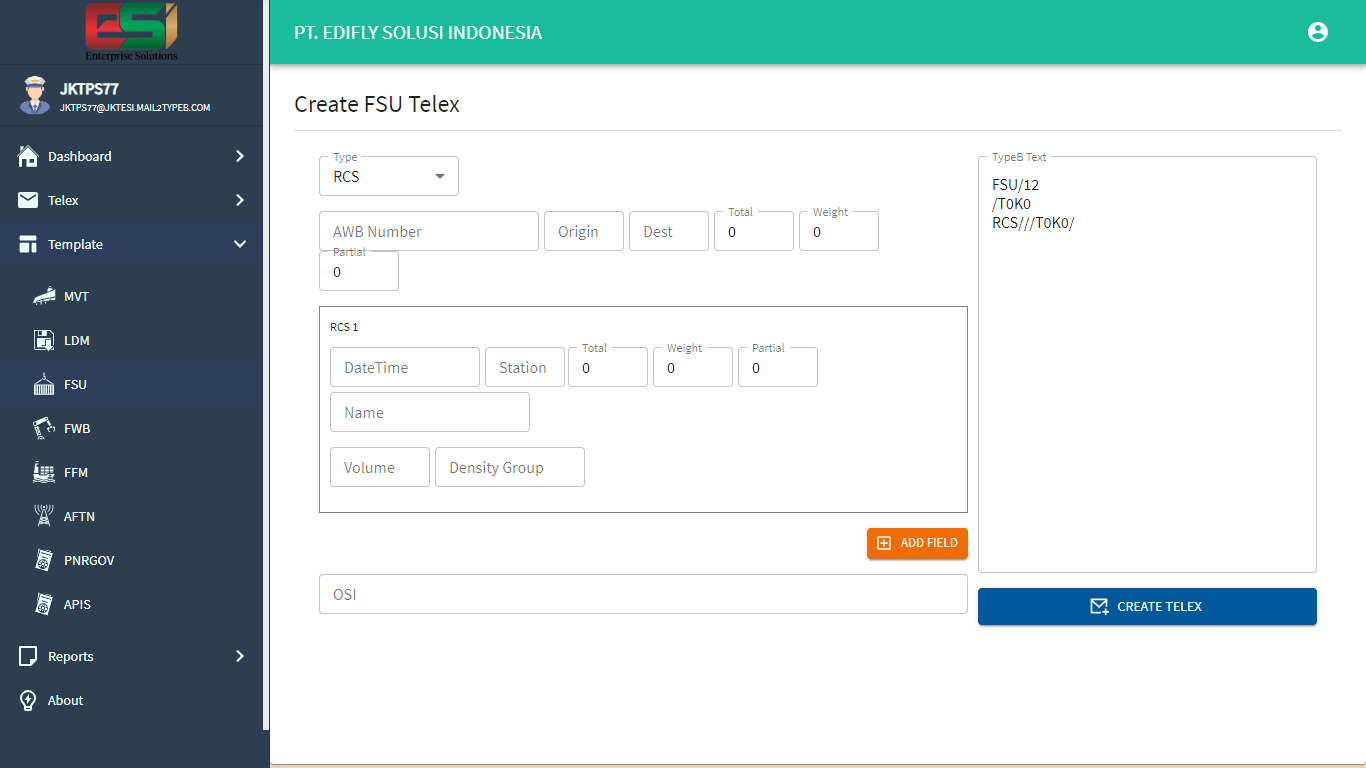 ESi
Enterprise Solutions
JKTPS77
JKTPS77@JKTESI.MAIL2TYPEB.COM
Dashboard
Telex
Template
MVT
LDM
FSU
FWB
FFM
AFTN
PNRGOV
APIS
Reports
About
PT. EDIFLY SOLUSI INDONESIA
Create FSU Telex
Type
RCS
AWB Number
Origin
Dest
Total
0
Weight
0
Partial
0
RCS 1
DateTime
Station
Total
0
Weight
0
Partial
0
Name
Volume
Density Group
ADD FIELD
OSI
TypeB Text
FSU/12
/T0K0
RCS///T0K0/
CREATE TELEX